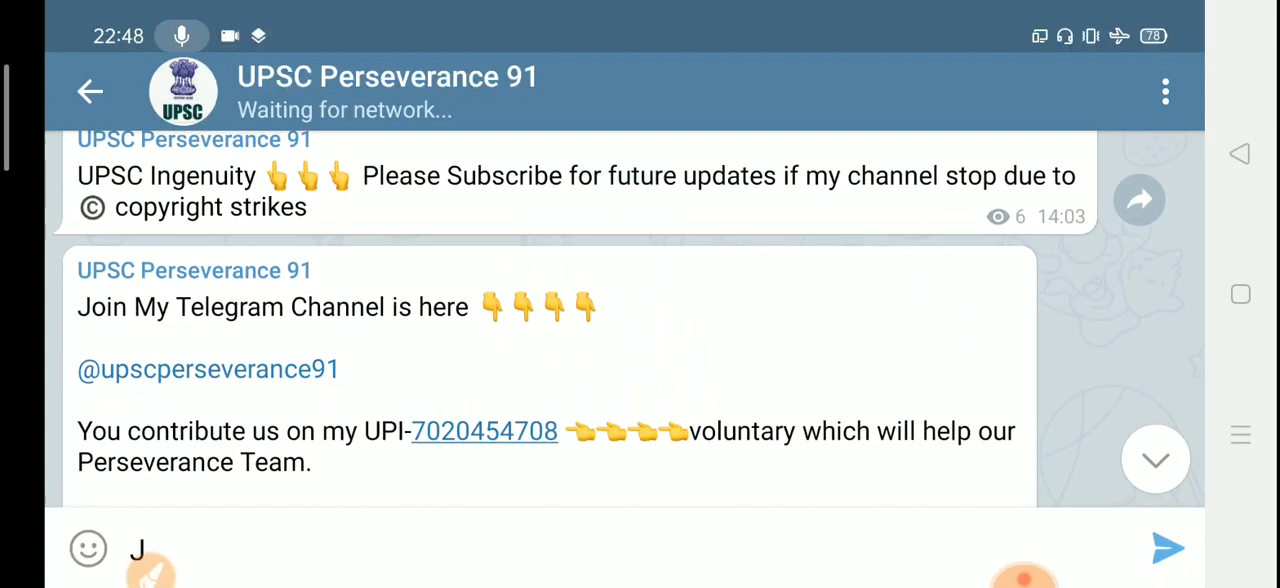 22:48
78
UPSC Perseverance 91
UPSC
Waiting for network...
UPSC Perseverance 91
UPSC Ingenuity 👆👆👆 Please Subscribe for future updates if my channel stop due to
© copyright strikes
6 14:03
UPSC Perseverance 91
Join My Telegram Channel is here 👇👇👇👇
@upscperseverance91
You contribute us on my UPI-7020454708 👈👈👈👈voluntary which will help our
Perseverance Team.
J